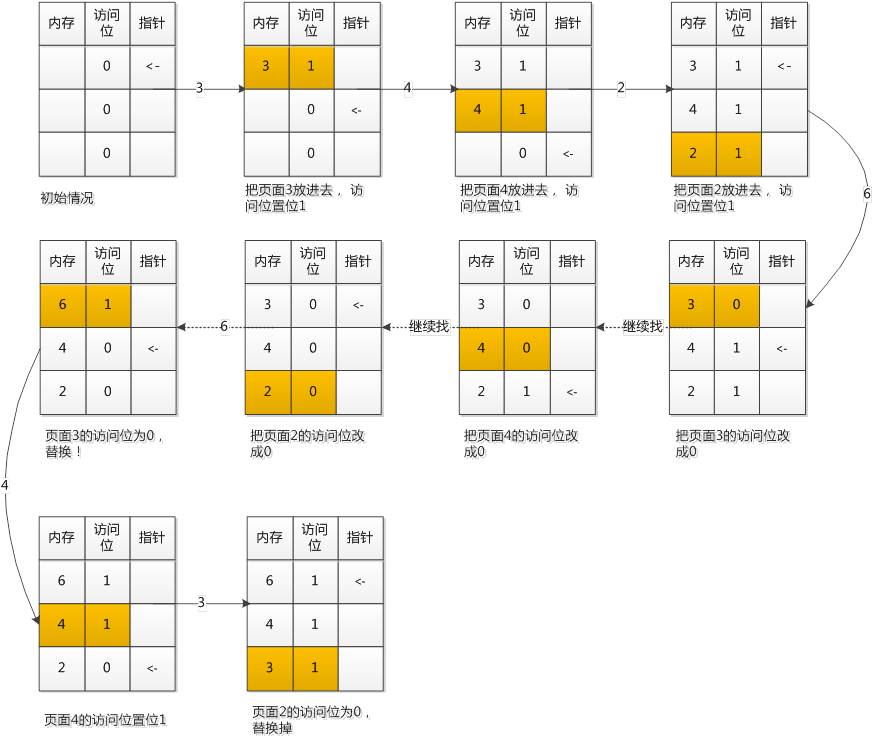 内存 访问位 指针
0 <-
0
0
初始情况
3
内存 访问位 指针
3 1
0 <-
0
把页面3放进去，访
问位置位1
4
内存 访问位 指针
3 1
4 1
0 <-
把页面4放进去，访
问位置位1
2
内存 访问位 指针
3 1 <-
4 1
2 1
把页面2放进去，访
问位置位1
6
内存 访问位 指针
3 0
4 1 <-
2 1
把页面3的访问位改
成0
继续找
内存 访问位 指针
3 0
4 0
2 1 <-
把页面4的访问位改
成0
继续找
内存 访问位 指针
3 0 <-
4 0
2 0
把页面2的访问位改
成0
6
内存 访问位 指针
6 1
4 0 <-
2 0
页面3的访问位为0，
替换！
4
内存 访问位 指针
6 1
4 1
2 0 <-
页面4的访问位置位1
3
内存 访问位 指针
6 1 <-
4 1
3 1
页面2的访问位为0，
替换掉